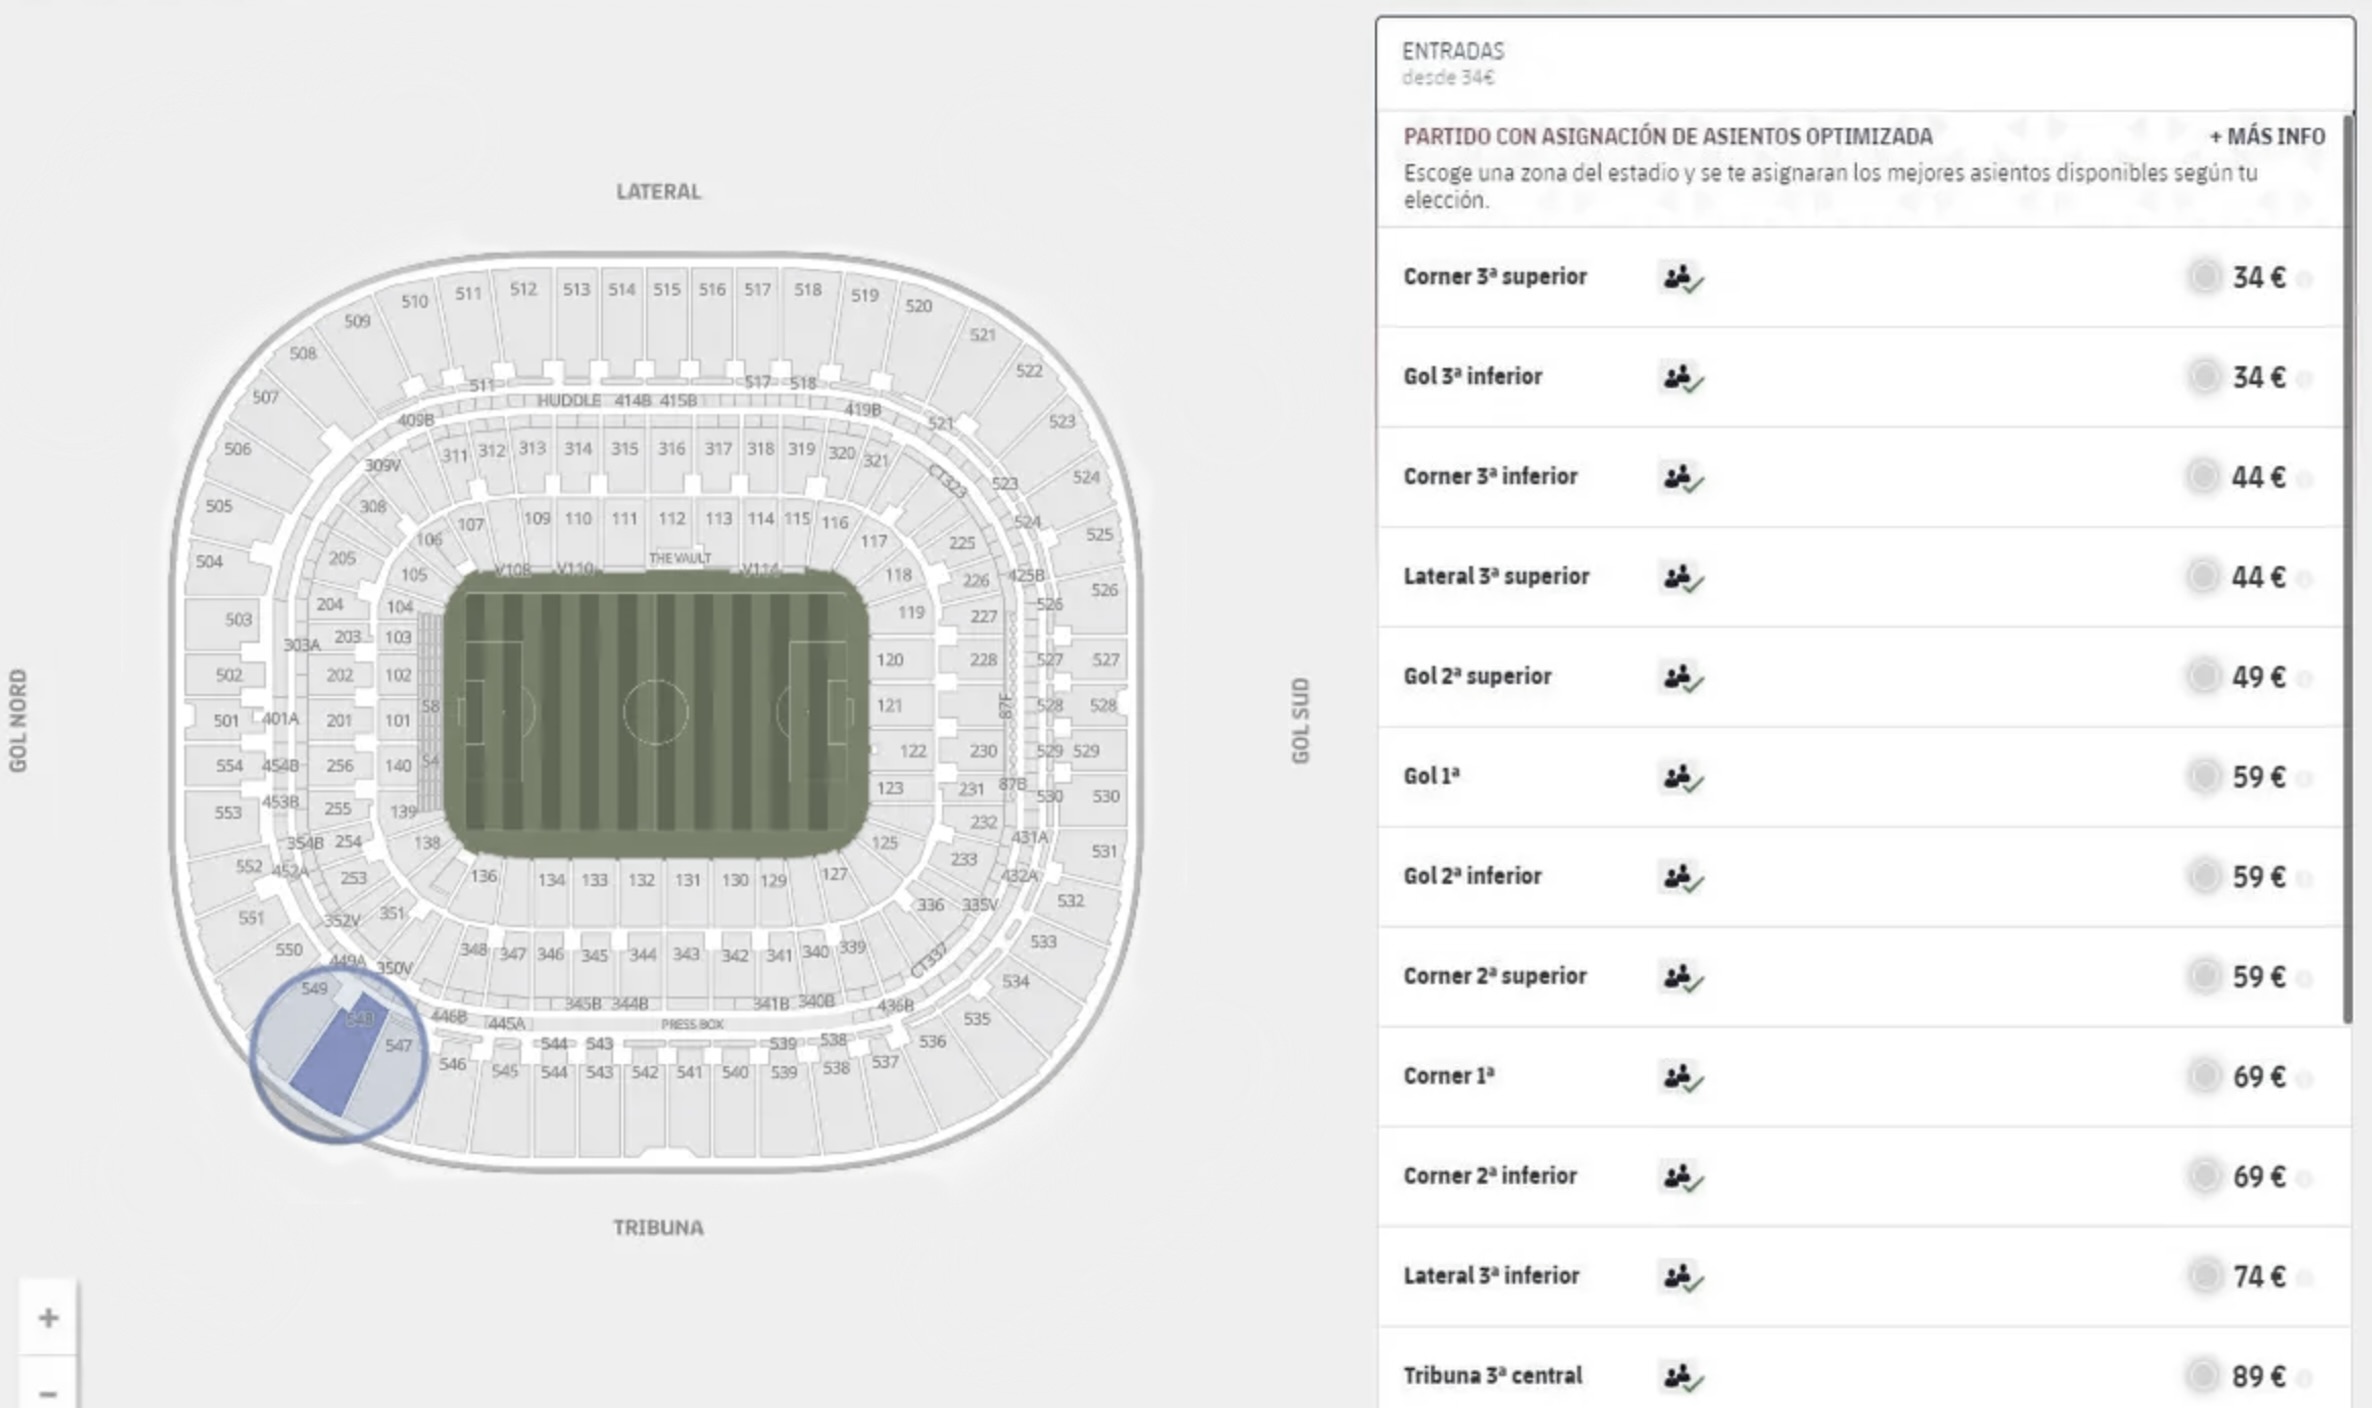 ENTRADAS
desde 34€
PARTIDO CON ASIGNACIÓN DE ASIENTOS OPTIMIZADA + MÁS INFO
Escoge una zona del estadio y se te asignaran los mejores asientos disponibles según tu
elección.
Corner 3ª superior 34 €
Gol 3ª inferior 34 €
Corner 3ª inferior 44 €
Lateral 3ª superior 44 €
Gol 2ª superior 49 €
Gol 1ª 59 €
Gol 2ª inferior 59 €
Corner 2ª superior 59 €
Corner 1ª 69 €
Corner 2ª inferior 69 €
Lateral 3ª inferior 74 €
Tribuna 3ª central 89 €
LATERAL
GOL NORD
GOL SUD
TRIBUNA
510 511 512 513 514 515 516 517 518 519 520
509 521
508 522
507 523
506 524
505 525
504 526
503 527
502 528
501 529
554 530
553 531
552 532
551 533
550 534
549 535
548 536
547 537
546 545 544 543 542 541 540 539 538
511 517 518
521
523
524
526
527
528
529
530
544 543 539 538
409B HUDDLE 414B 415B 419B
425B
431A
432A
436B
401A
454B
453B
452A
449A
446B 445A
PRESS BOX
309V 311 312 313 314 315 316 317 318 319 320 321 CT323
308
303A
354B
352V
351
350V
348 347 346 345 344 343 342 341 340 339
345B 344B 341B 340B
CT337
336 335V
205
204
203
202
201
256
255
254
253
225
226
227
228
230
231
232
233
87F
87B
107 109 110 111 112 113 114 115 116
106 117
105 118
104 119
103 120
102 121
101 122
140 123
139 125
138 127
136 134 133 132 131 130 129
V108 V110 THE VAULT V114
58
54
+
−